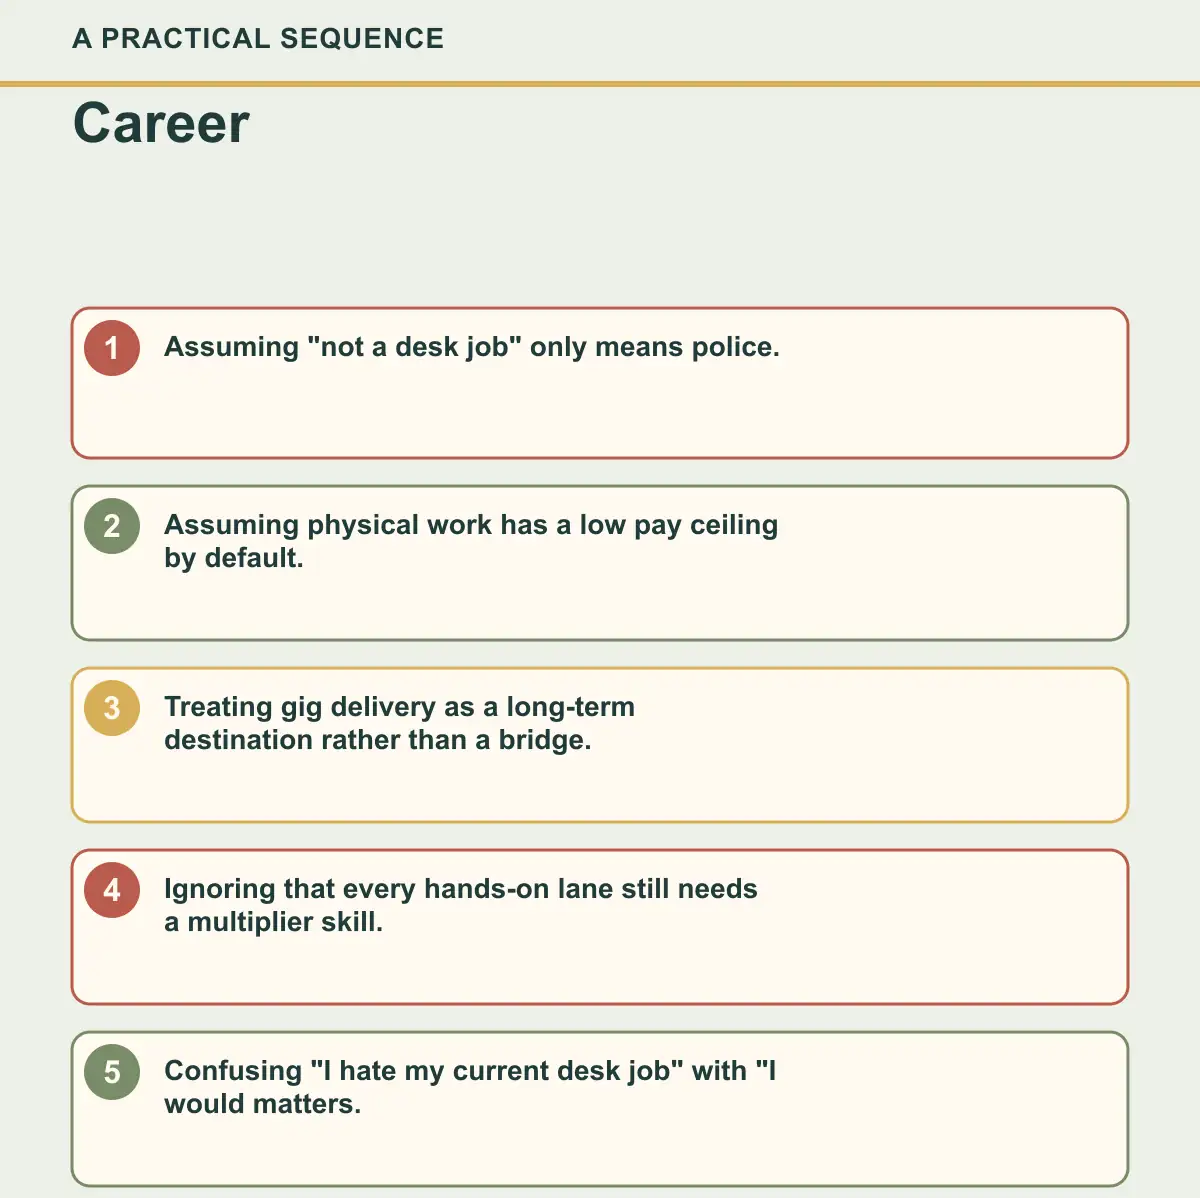 A PRACTICAL SEQUENCE
Career
1
Assuming "not a desk job" only means police.
2
Assuming physical work has a low pay ceiling
by default.
3
Treating gig delivery as a long-term
destination rather than a bridge.
4
Ignoring that every hands-on lane still needs
a multiplier skill.
5
Confusing "I hate my current desk job" with "I
would matters.